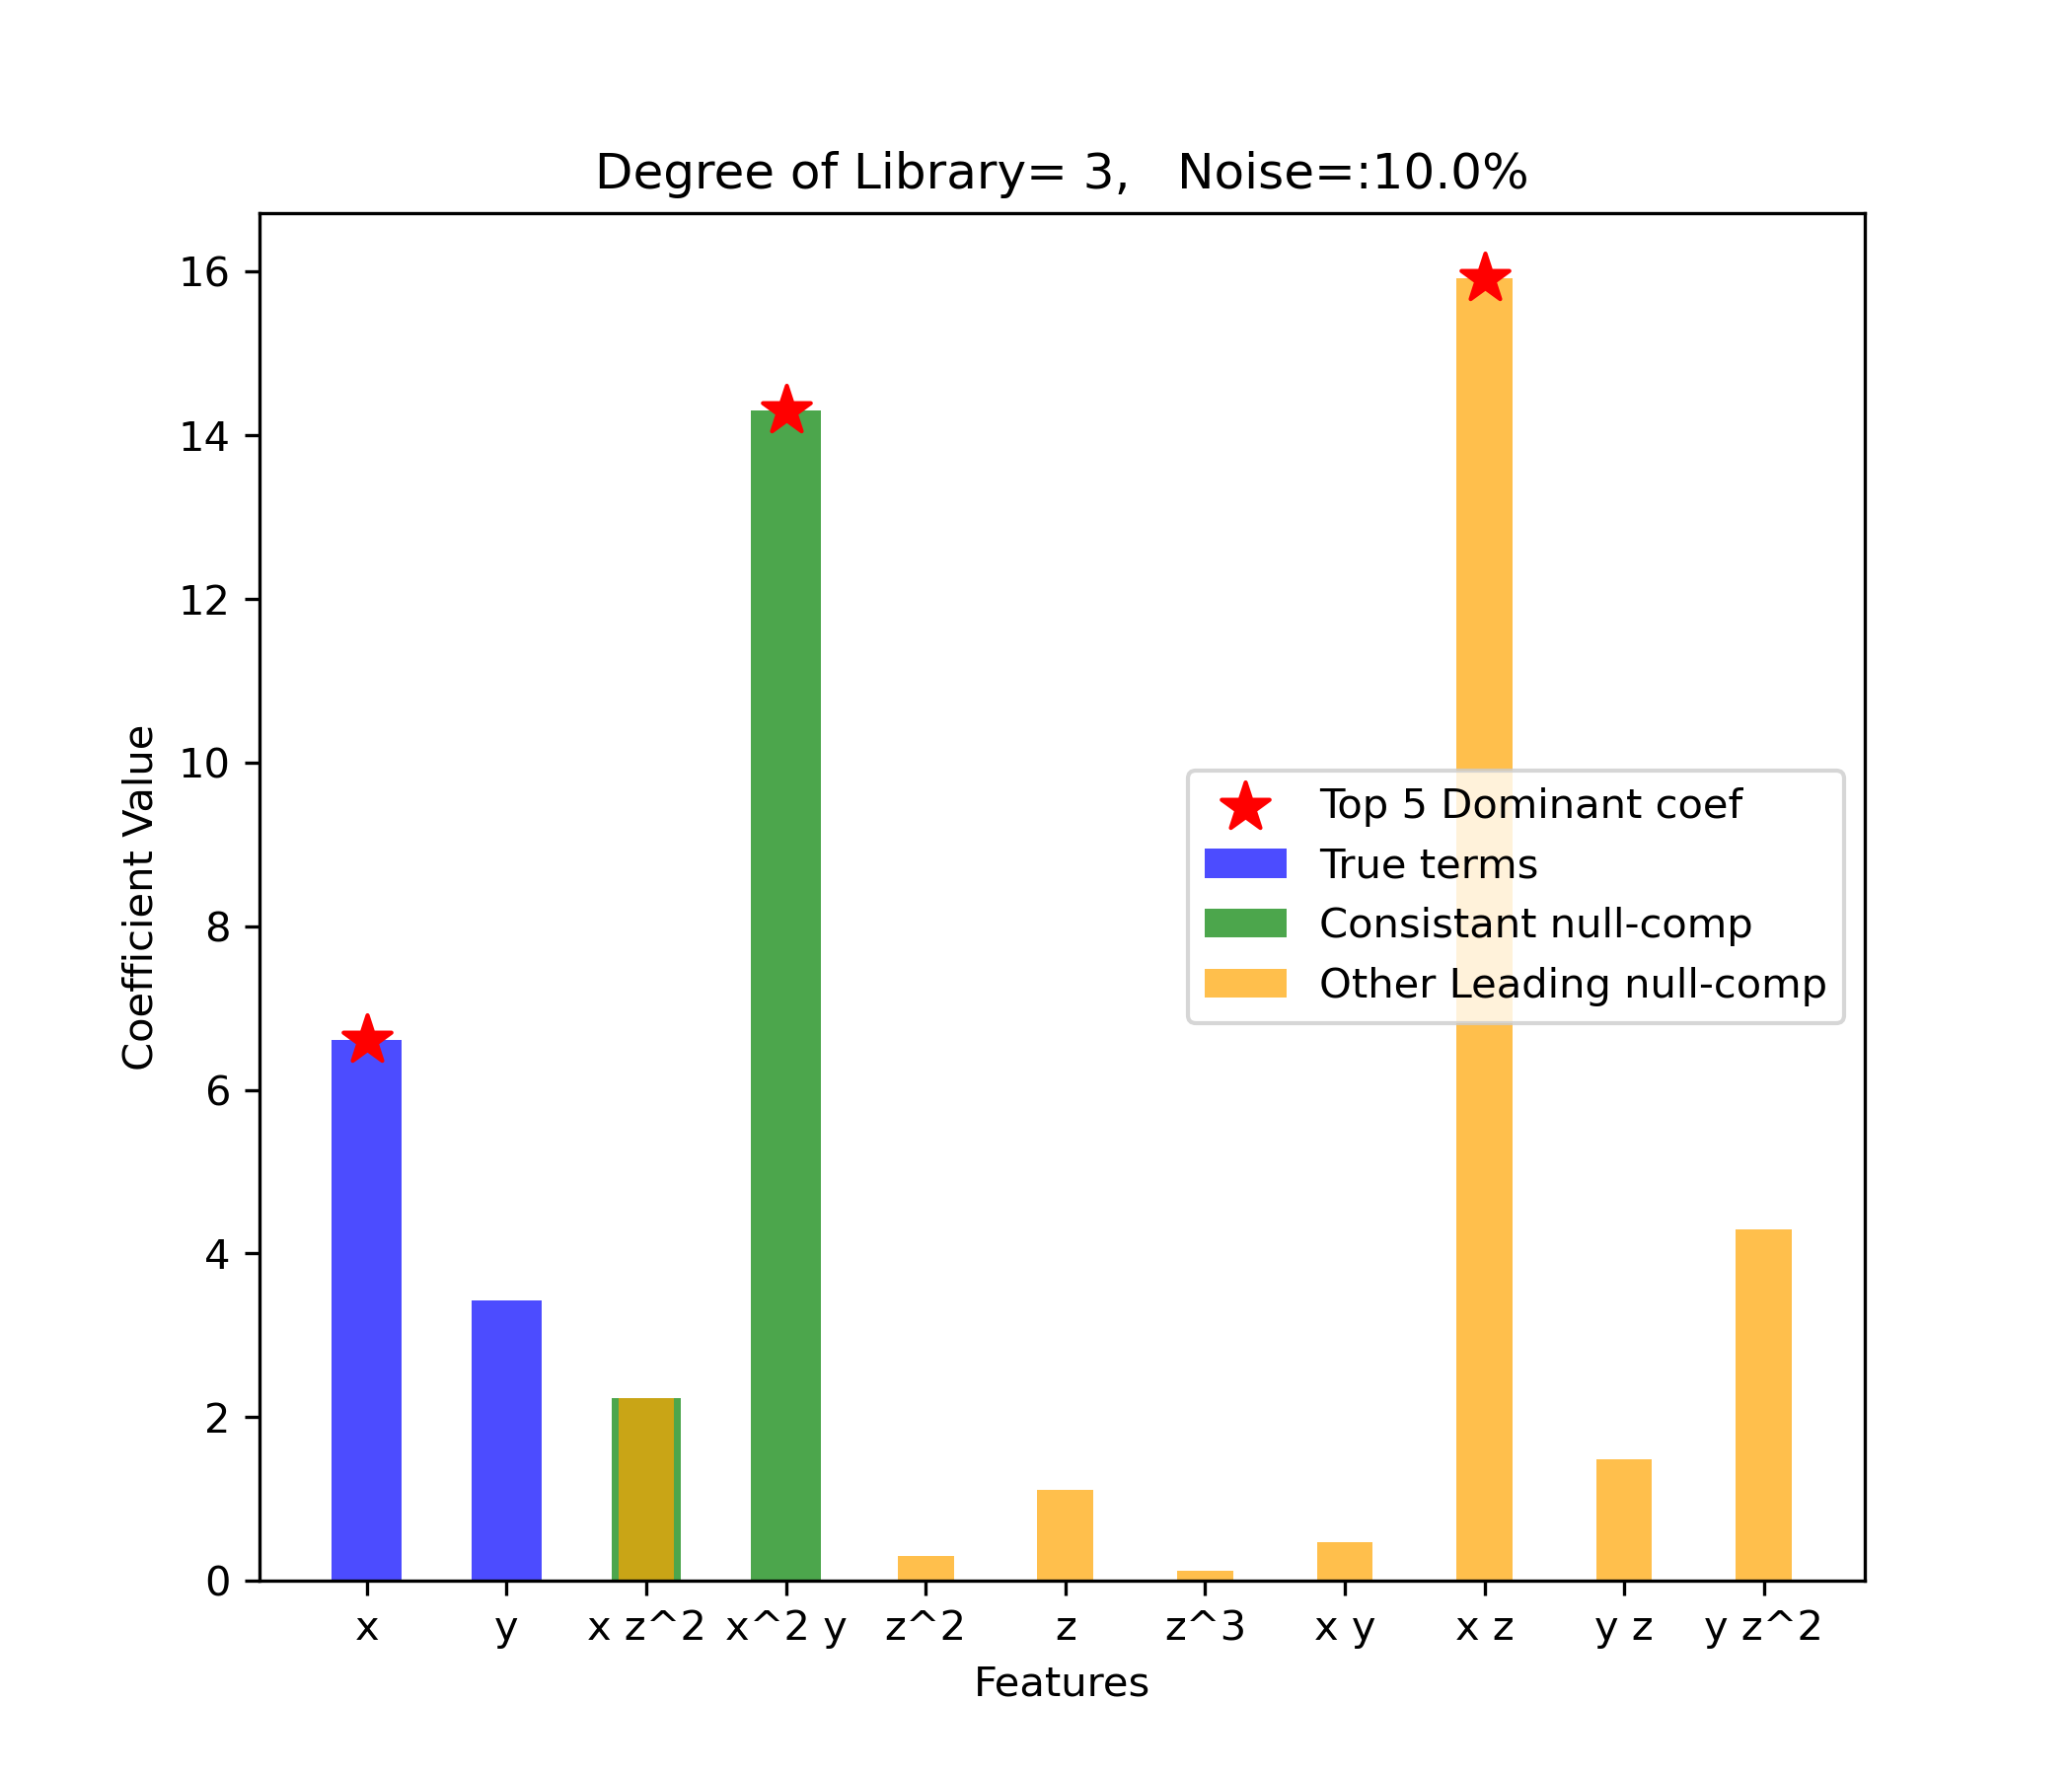 Degree of Library= 3,   Noise=:10.0%
16
14
12
10
8
6
4
2
0
Coefficient Value
Top 5 Dominant coef
True terms
Consistant null-comp
Other Leading null-comp
x y x z^2 x^2 y z^2 z z^3 x y x z y z y z^2
Features